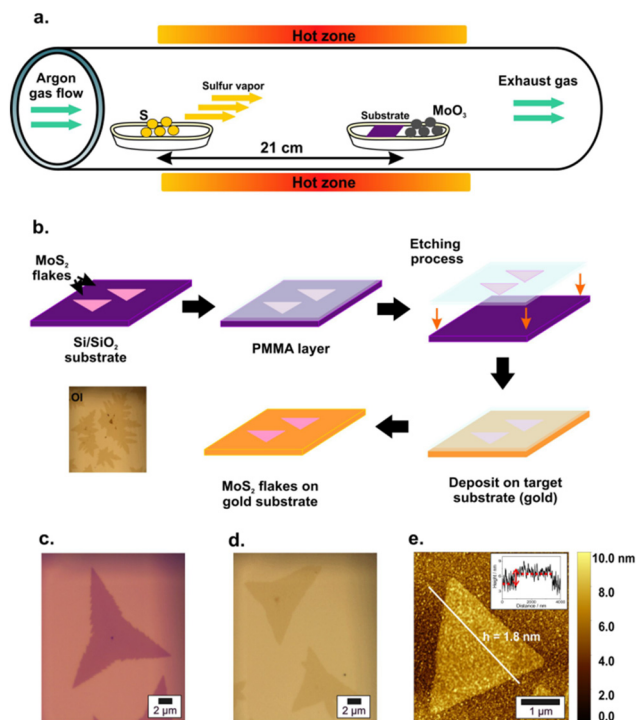 a.
Hot zone
Argon
gas flow
S
Sulfur vapor
Substrate
MoO₃
Exhaust gas
21 cm
Hot zone
b.
MoS₂
flakes
Si/SiO₂
substrate
PMMA layer
Etching
process
OI
MoS₂ flakes on
gold substrate
Deposit on target
substrate (gold)
c.
2 µm
d.
2 µm
e.
Distance / nm
h = 1.8 nm
1 µm
10.0 nm
8.0
6.0
4.0
2.0
0.0